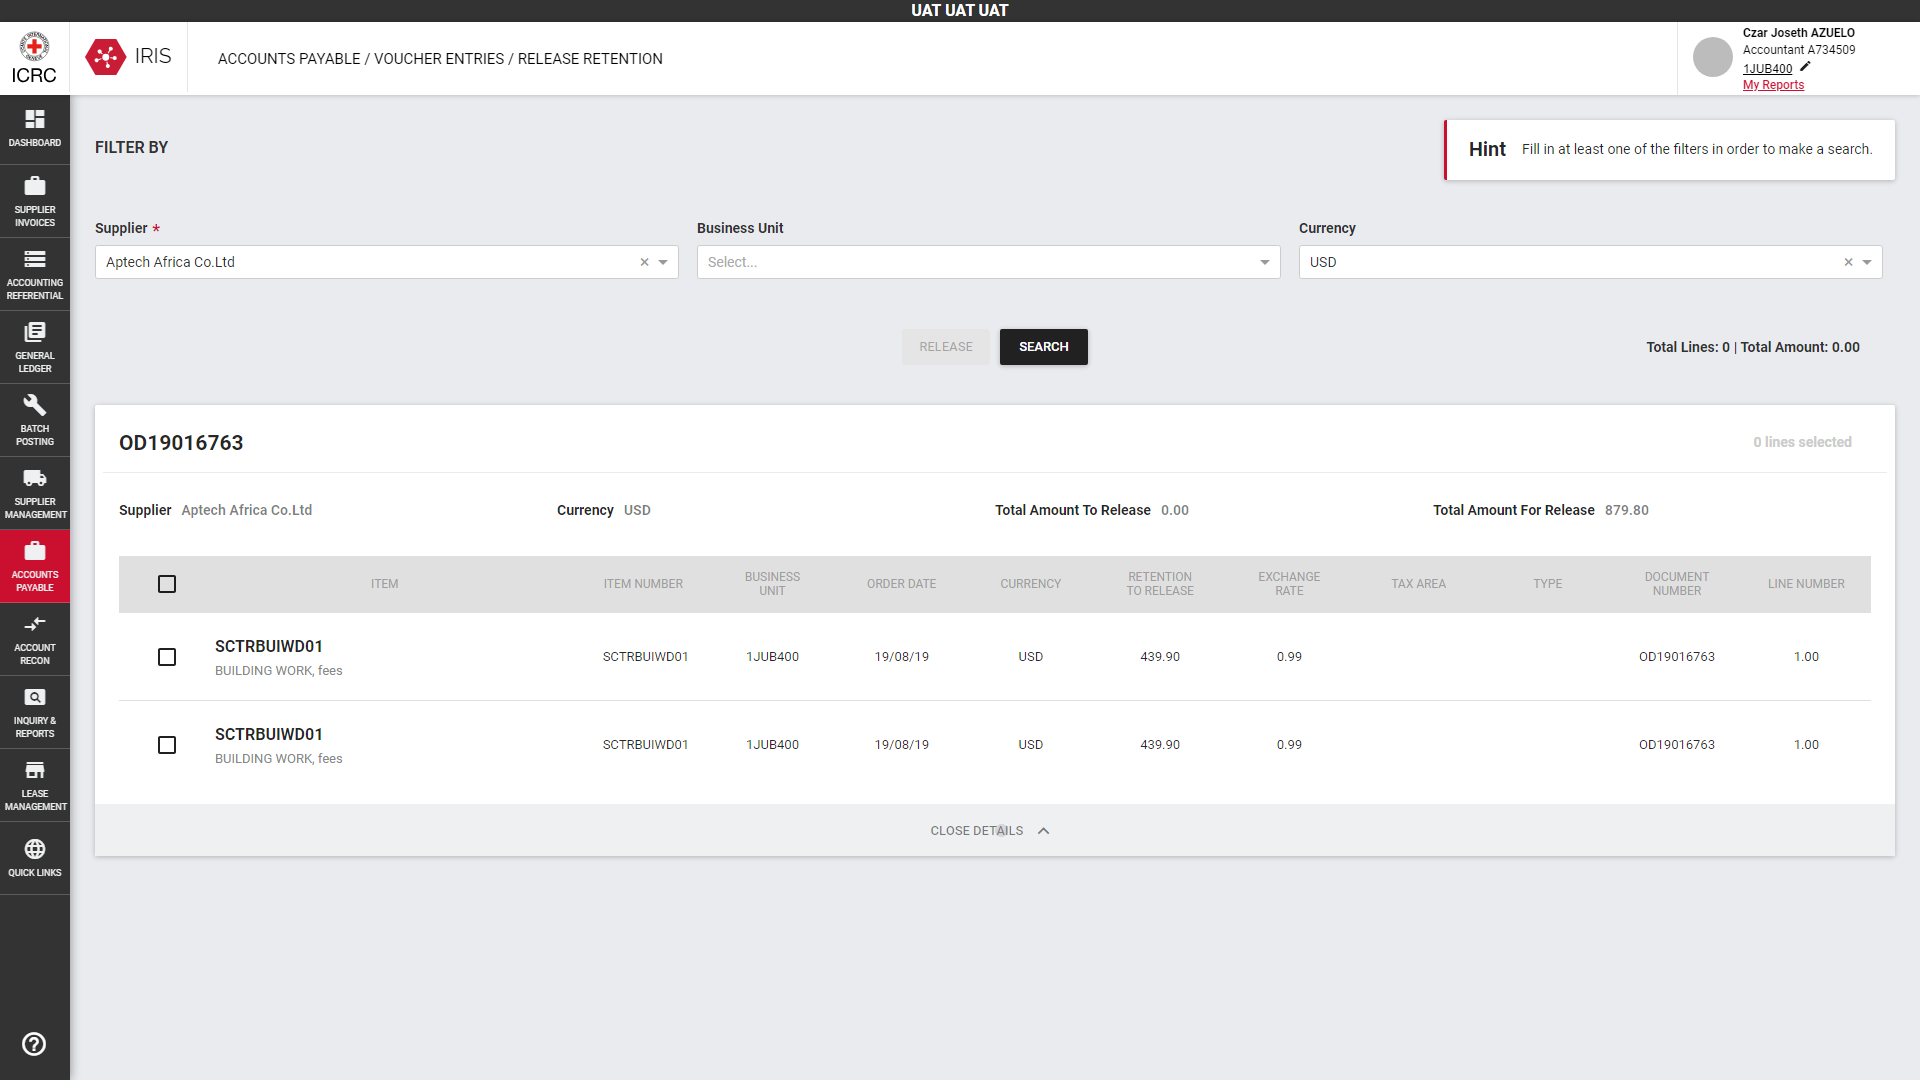 UAT UAT UAT
ICRC
IRIS
ACCOUNTS PAYABLE / VOUCHER ENTRIES / RELEASE RETENTION
Czar Joseth AZUELO
Accountant A734509
1JUB400
My Reports
DASHBOARD
SUPPLIER
INVOICES
ACCOUNTING
REFERENTIAL
GENERAL
LEDGER
BATCH
POSTING
SUPPLIER
MANAGEMENT
ACCOUNTS
PAYABLE
ACCOUNT
RECON
INQUIRY &
REPORTS
LEASE
MANAGEMENT
QUICK LINKS
FILTER BY
Hint Fill in at least one of the filters in order to make a search.
Supplier * Business Unit Currency
Aptech Africa Co.Ltd Select... USD
RELEASE SEARCH Total Lines: 0 | Total Amount: 0.00
OD19016763 0 lines selected
Supplier Aptech Africa Co.Ltd Currency USD Total Amount To Release 0.00 Total Amount For Release 879.80
ITEM ITEM NUMBER BUSINESS UNIT ORDER DATE CURRENCY RETENTION TO RELEASE EXCHANGE RATE TAX AREA TYPE DOCUMENT NUMBER LINE NUMBER
SCTRBUIWD01
BUILDING WORK, fees
SCTRBUIWD01 1JUB400 19/08/19 USD 439.90 0.99 OD19016763 1.00
SCTRBUIWD01
BUILDING WORK, fees
SCTRBUIWD01 1JUB400 19/08/19 USD 439.90 0.99 OD19016763 1.00
CLOSE DETAILS